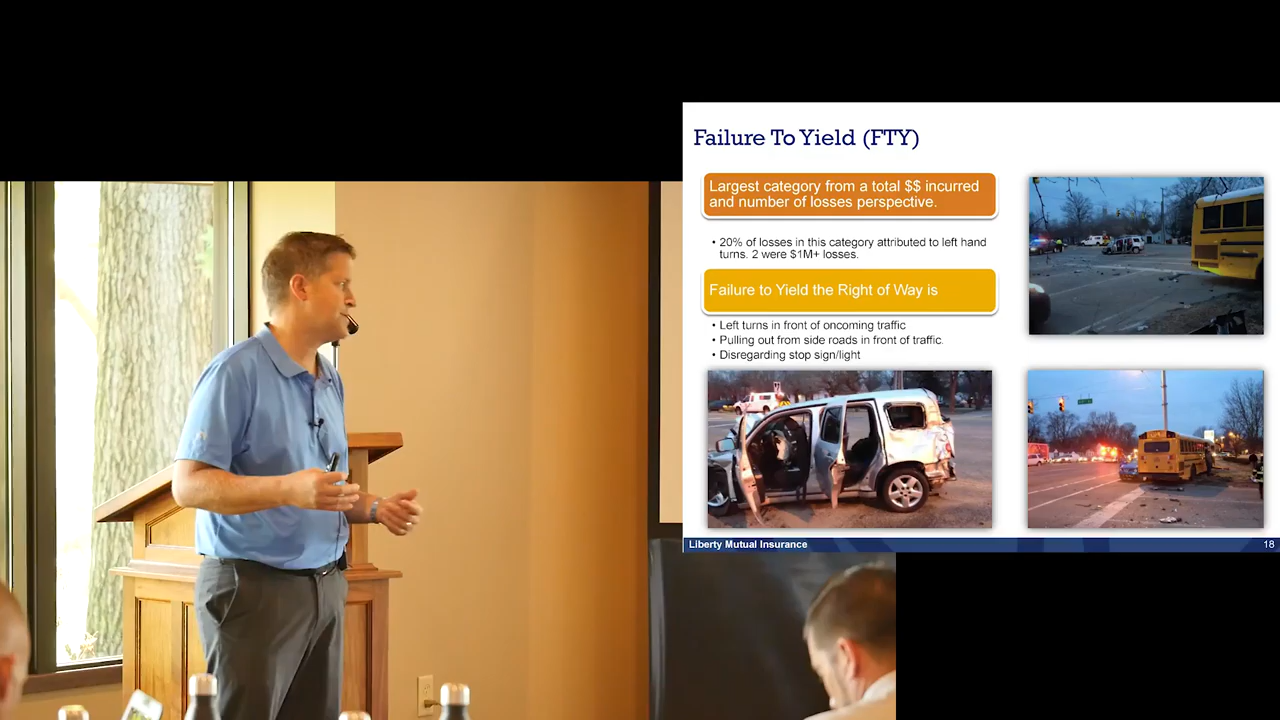 Failure To Yield (FTY)
Largest category from a total $$ incurred
and number of losses perspective.
• 20% of losses in this category attributed to left hand
turns. 2 were $1M+ losses.
Failure to Yield the Right of Way is
• Left turns in front of oncoming traffic
• Pulling out from side roads in front of traffic.
• Disregarding stop sign/light
Liberty Mutual Insurance
18